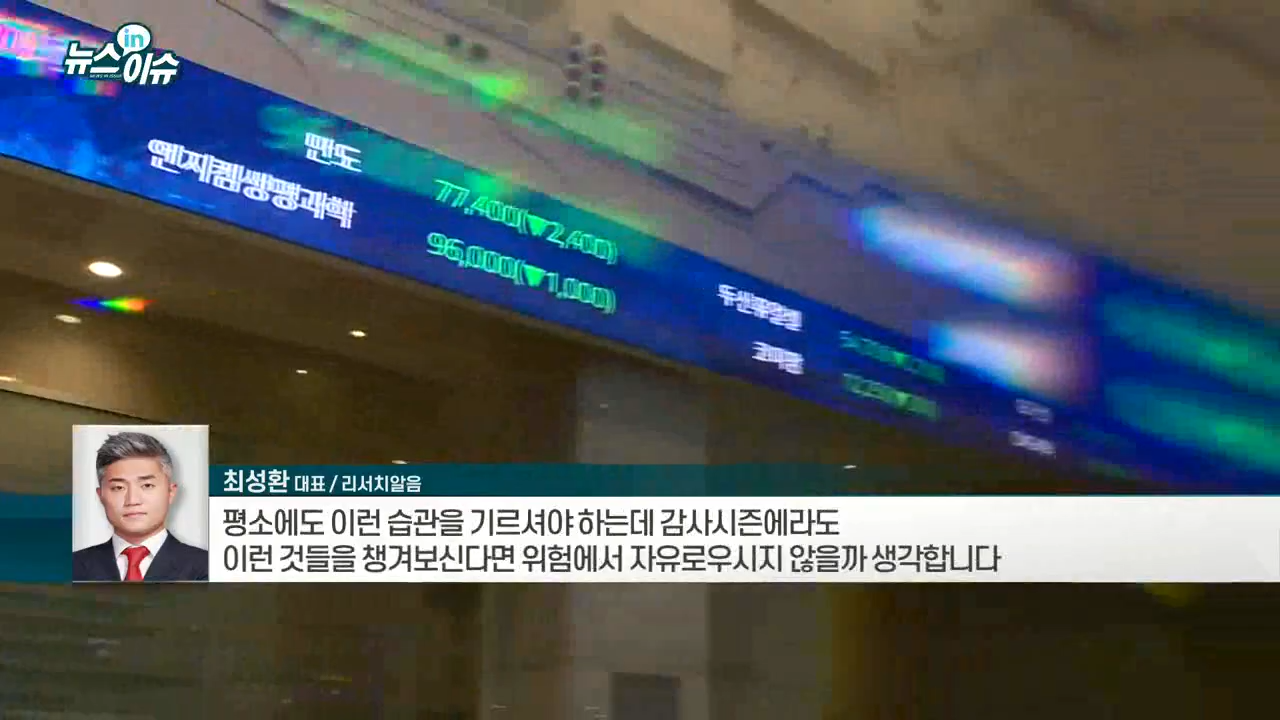 뉴스in이슈
NEWS IN ISSUE
만도
엔지켐생명과학
77,400(▼2,400)
96,000(▼1,000)
최성환 대표 / 리서치알음
평소에도 이런 습관을 기르셔야 하는데 감사시즌에라도
이런 것들을 챙겨보신다면 위험에서 자유로우시지 않을까 생각합니다